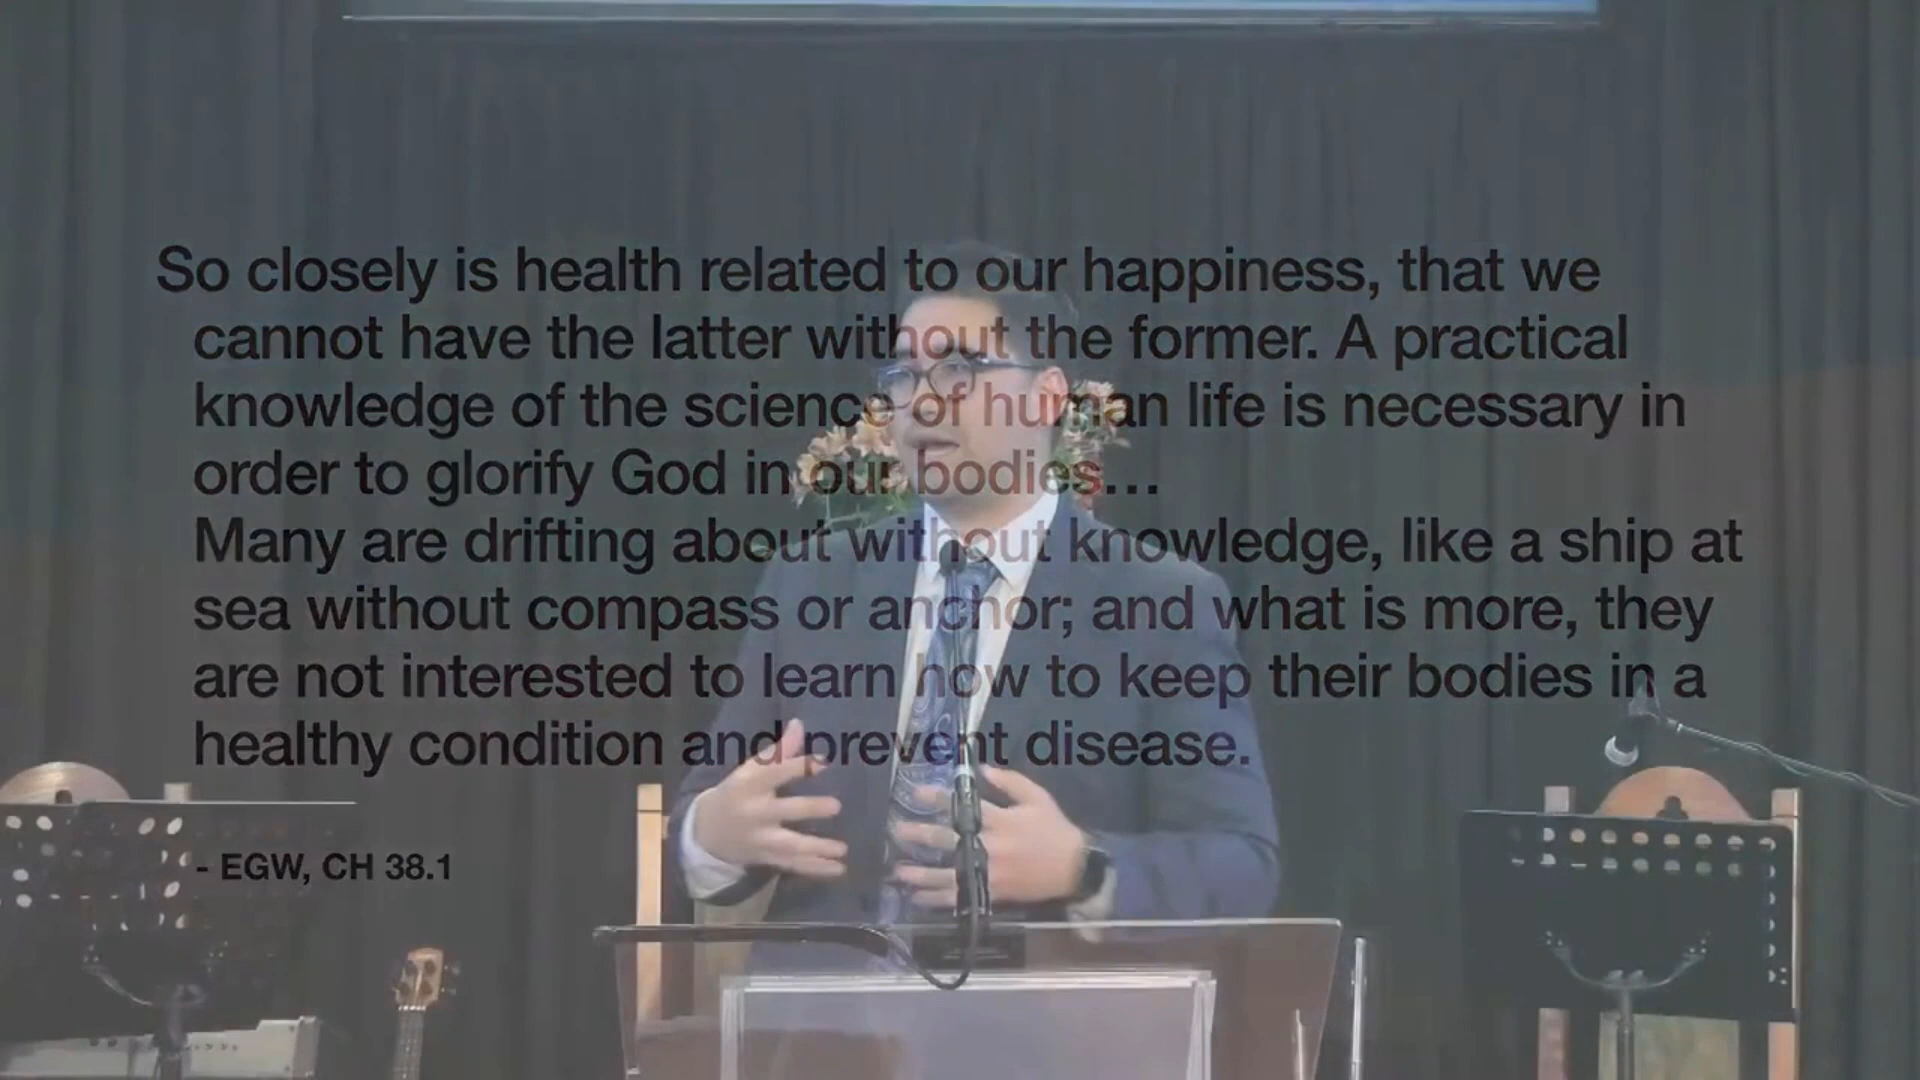 So closely is health related to our happiness, that we
cannot have the latter without the former. A practical
knowledge of the science of human life is necessary in
order to glorify God in our bodies…
Many are drifting about without knowledge, like a ship at
sea without compass or anchor; and what is more, they
are not interested to learn how to keep their bodies in a
healthy condition and prevent disease.
- EGW, CH 38.1